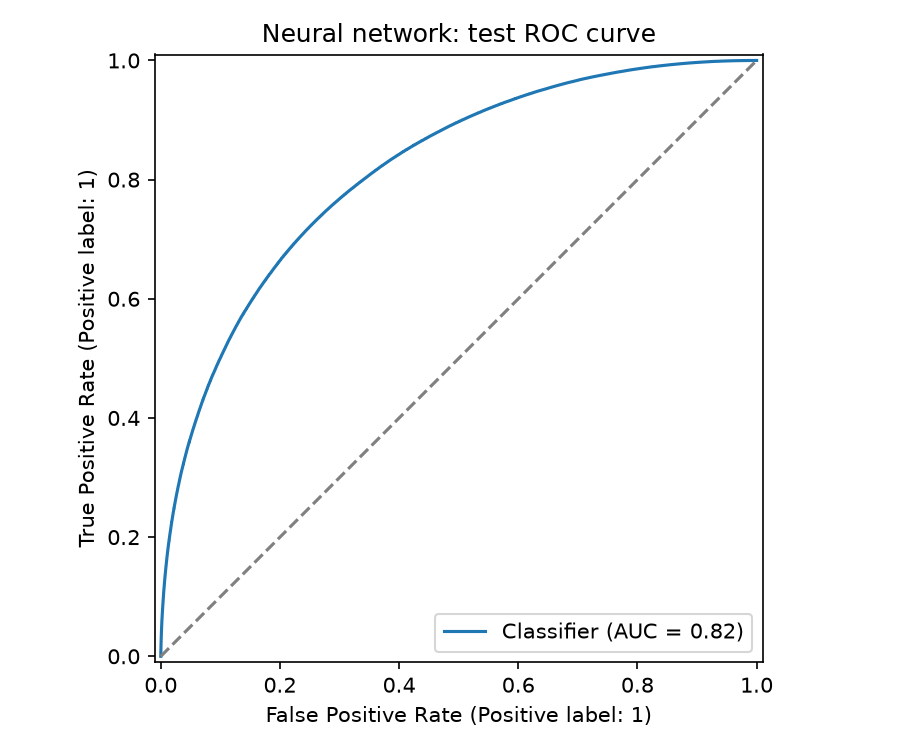 Neural network: test ROC curve
True Positive Rate (Positive label: 1)
1.0
0.8
0.6
0.4
0.2
0.0
Classifier (AUC = 0.82)
0.0 0.2 0.4 0.6 0.8 1.0
False Positive Rate (Positive label: 1)